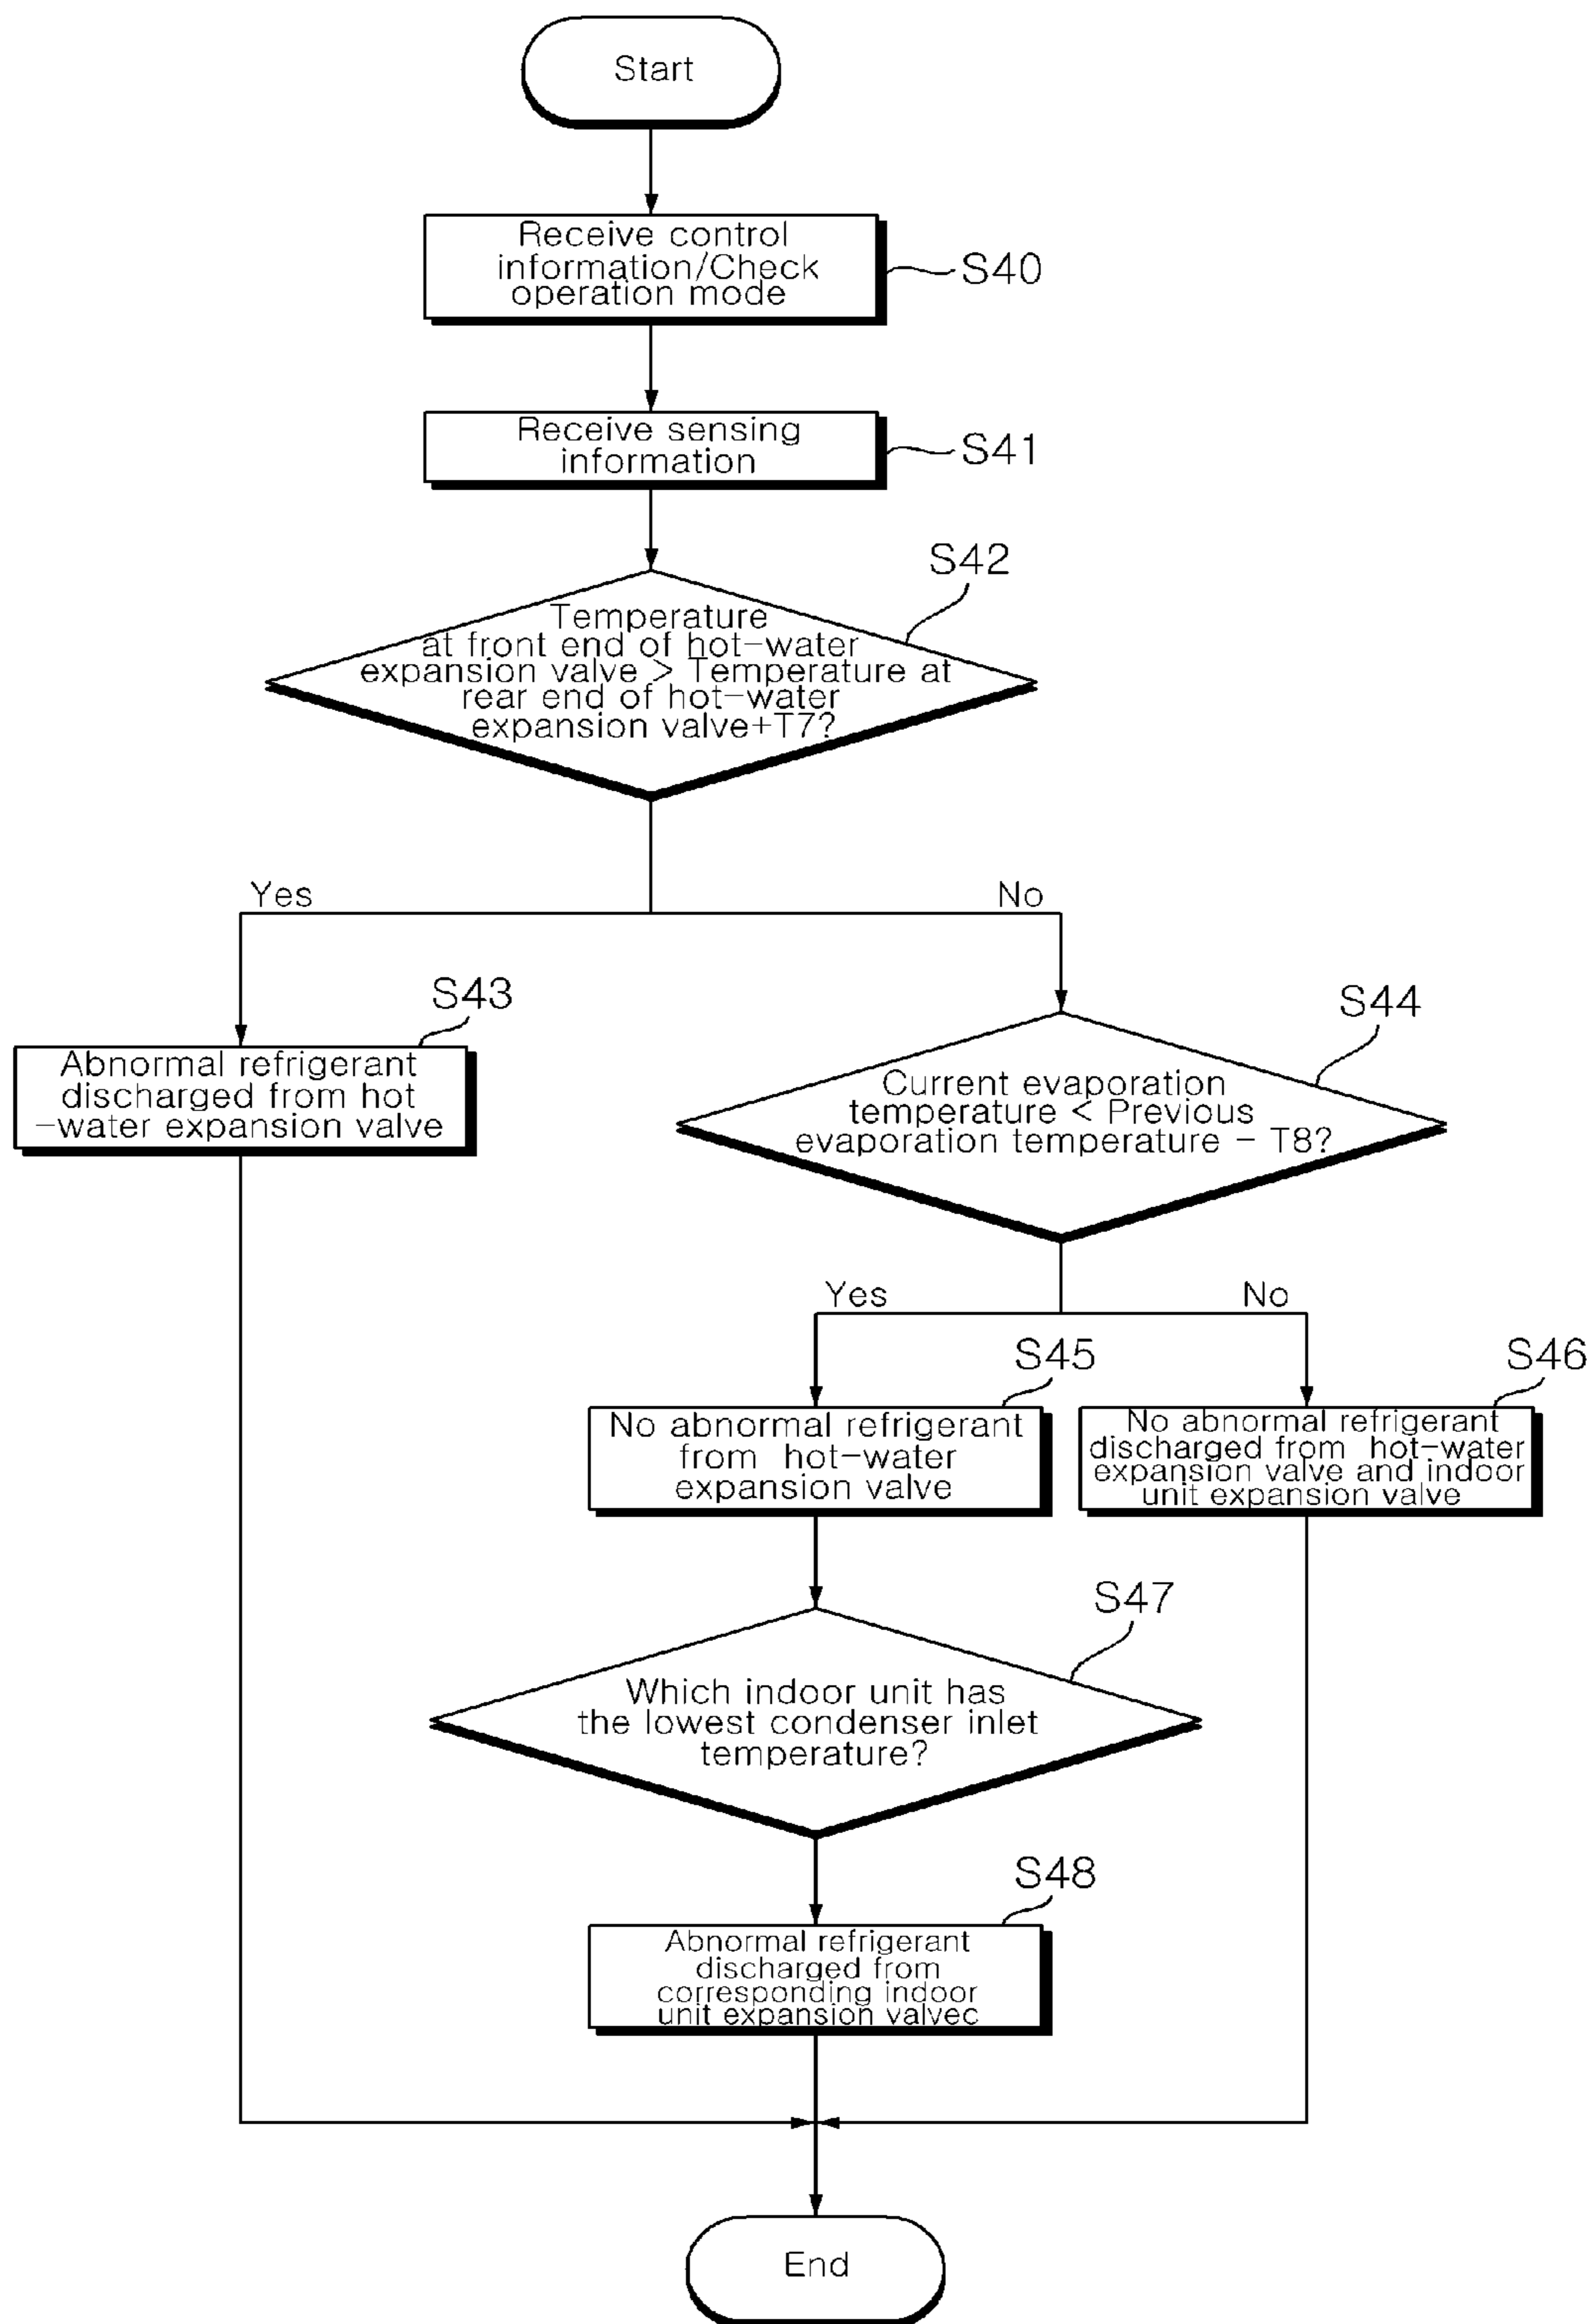 Start
Receive control
information/Check
operation mode
S40
Receive sensing
information
S41
S42
Temperature
at front end of hot-water
expansion valve > Temperature at
rear end of hot-water
expansion valve+T7?
Yes
No
S43
Abnormal refrigerant
discharged from hot
-water expansion valve
S44
Current evaporation
temperature < Previous
evaporation temperature - T8?
Yes
No
S45
No abnormal refrigerant
from hot-water
expansion valve
S46
No abnormal refrigerant
discharged from hot-water
expansion valve and indoor
unit expansion valve
S47
Which indoor unit has
the lowest condenser inlet
temperature?
S48
Abnormal refrigerant
discharged from
corresponding indoor
unit expansion valvec
End